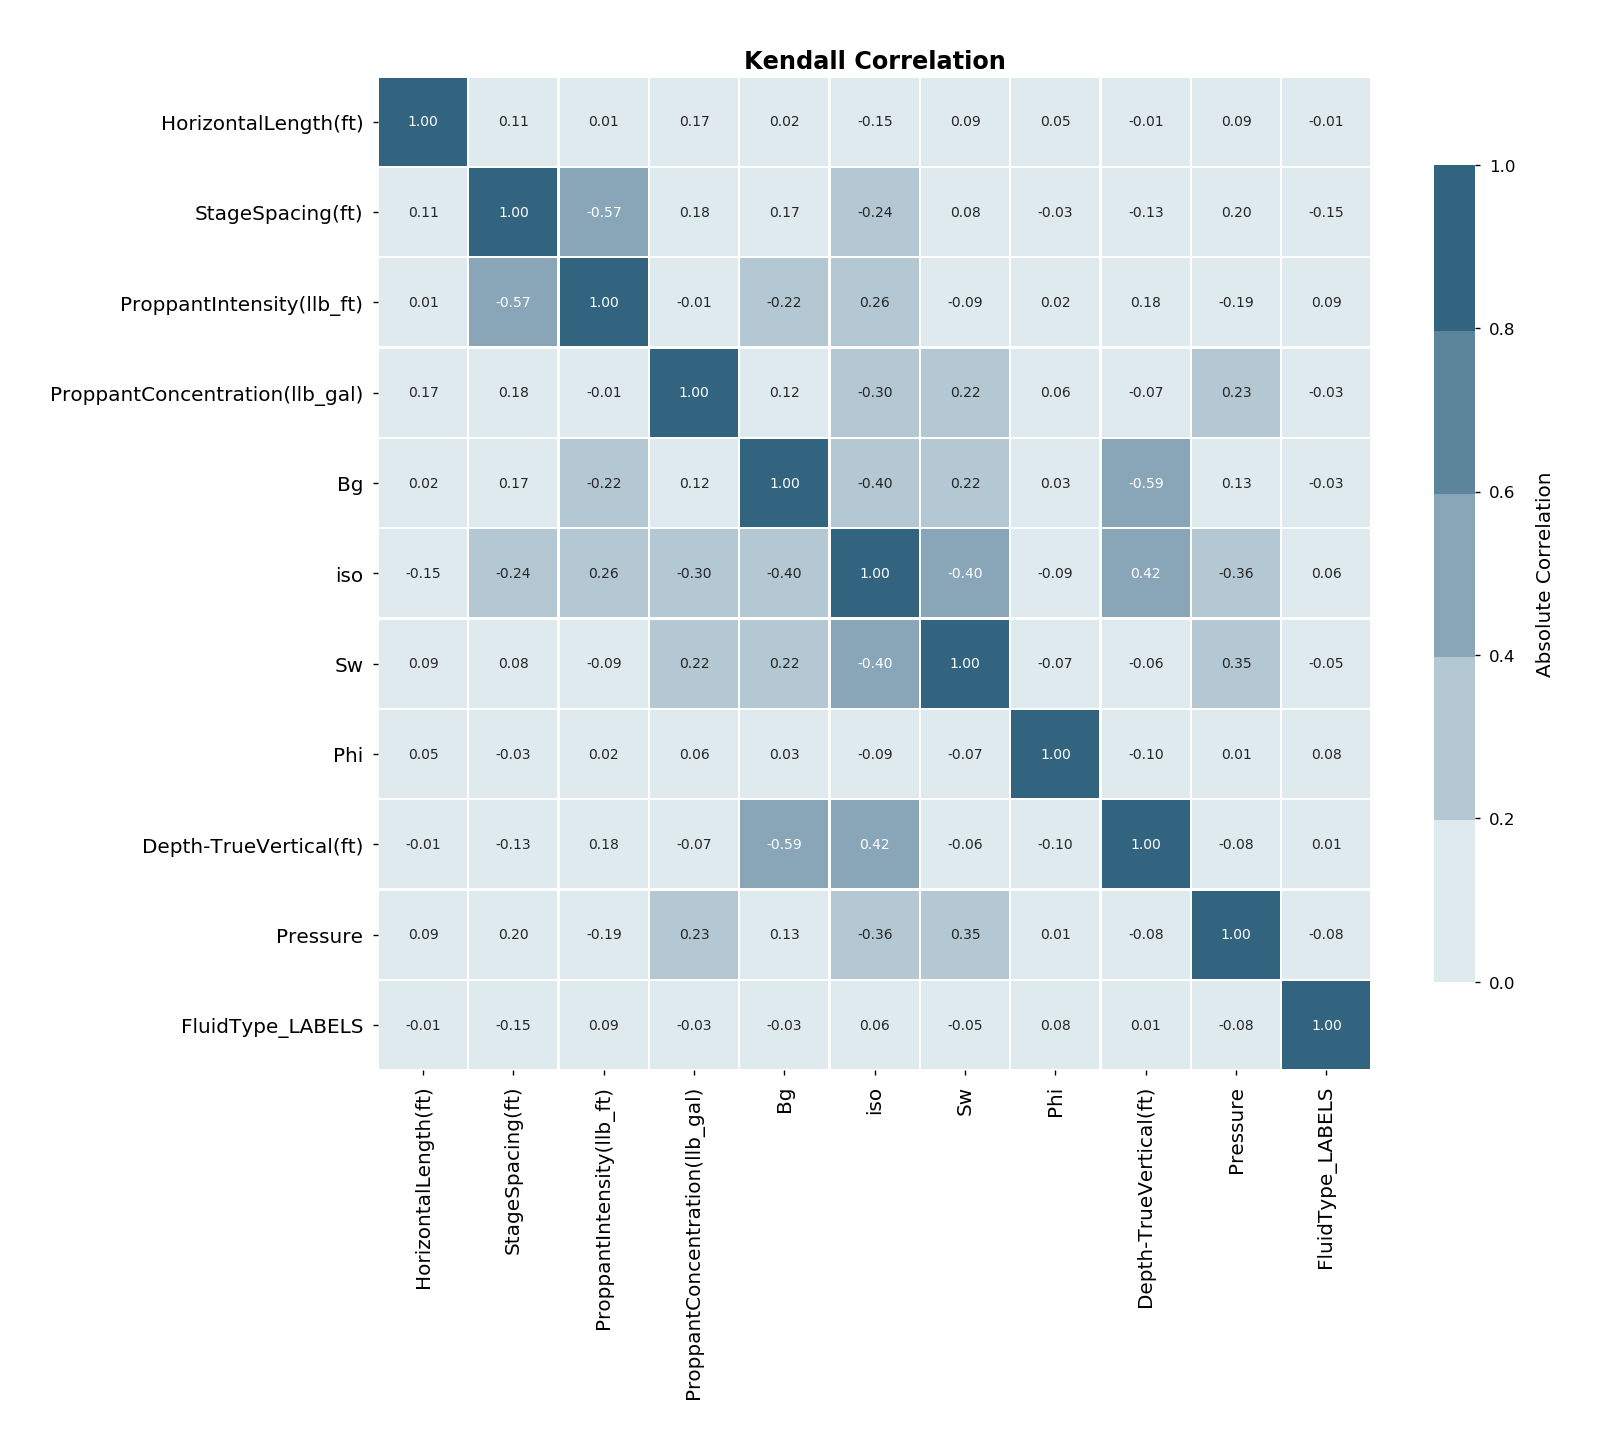 Kendall Correlation
HorizontalLength(ft) 1.00 0.11 0.01 0.17 0.02 -0.15 0.09 0.05 -0.01 0.09 -0.01
StageSpacing(ft) 0.11 1.00 -0.57 0.18 0.17 -0.24 0.08 -0.03 -0.13 0.20 -0.15
ProppantIntensity(llb_ft) 0.01 -0.57 1.00 -0.01 -0.22 0.26 -0.09 0.02 0.18 -0.19 0.09
ProppantConcentration(llb_gal) 0.17 0.18 -0.01 1.00 0.12 -0.30 0.22 0.06 -0.07 0.23 -0.03
Bg 0.02 0.17 -0.22 0.12 1.00 -0.40 0.22 0.03 -0.59 0.13 -0.03
iso -0.15 -0.24 0.26 -0.30 -0.40 1.00 -0.40 -0.09 0.42 -0.36 0.06
Sw 0.09 0.08 -0.09 0.22 0.22 -0.40 1.00 -0.07 -0.06 0.35 -0.05
Phi 0.05 -0.03 0.02 0.06 0.03 -0.09 -0.07 1.00 -0.10 0.01 0.08
Depth-TrueVertical(ft) -0.01 -0.13 0.18 -0.07 -0.59 0.42 -0.06 -0.10 1.00 -0.08 0.01
Pressure 0.09 0.20 -0.19 0.23 0.13 -0.36 0.35 0.01 -0.08 1.00 -0.08
FluidType_LABELS -0.01 -0.15 0.09 -0.03 -0.03 0.06 -0.05 0.08 0.01 -0.08 1.00
HorizontalLength(ft)
StageSpacing(ft)
ProppantIntensity(llb_ft)
ProppantConcentration(llb_gal)
Bg
iso
Sw
Phi
Depth-TrueVertical(ft)
Pressure
FluidType_LABELS
1.0
0.8
0.6
0.4
0.2
0.0
Absolute Correlation